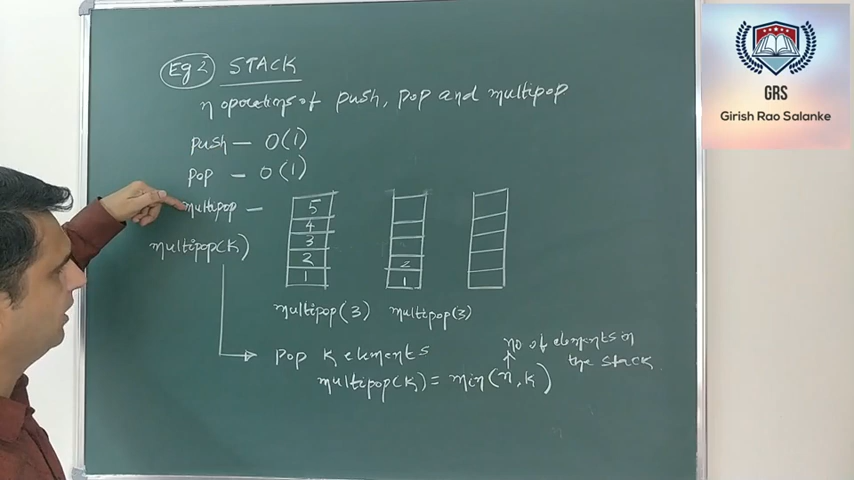 Eg 2 STACK
n operations of push, pop and multipop
push — O(1)
pop — O(1)
multipop —
multipop(K)
5
4
3
2
1
2
1
multipop(3) multipop(3)
pop k elements
no of elements in
the stack
multipop(k) = min(n, k)
GRS
Girish Rao Salanke